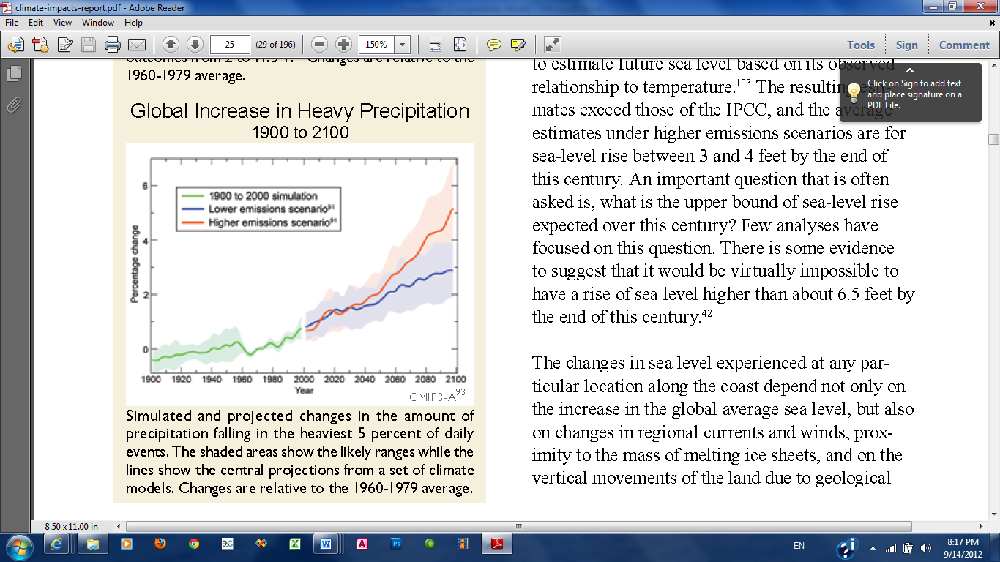 climate-impacts-report.pdf - Adobe Reader
File Edit View Window Help
25 (29 of 196) 150% Tools Sign Comment
Changes are relative to the
1960-1979 average.
Global Increase in Heavy Precipitation
1900 to 2100
Percentage change
6
4
2
0
1900 to 2000 simulation
Lower emissions scenario91
Higher emissions scenario91
1900 1920 1940 1960 1980 2000 2020 2040 2060 2080 2100
Year
CMIP3-A93
Simulated and projected changes in the amount of
precipitation falling in the heaviest 5 percent of daily
events. The shaded areas show the likely ranges while the
lines show the central projections from a set of climate
models. Changes are relative to the 1960-1979 average.
to estimate future sea level based on its observed
relationship to temperature.103 The resulting
mates exceed those of the IPCC, and the average
estimates under higher emissions scenarios are for
sea-level rise between 3 and 4 feet by the end of
this century. An important question that is often
asked is, what is the upper bound of sea-level rise
expected over this century? Few analyses have
focused on this question. There is some evidence
to suggest that it would be virtually impossible to
have a rise of sea level higher than about 6.5 feet by
the end of this century.42
The changes in sea level experienced at any par-
ticular location along the coast depend not only on
the increase in the global average sea level, but also
on changes in regional currents and winds, prox-
imity to the mass of melting ice sheets, and on the
vertical movements of the land due to geological
Click on Sign to add text
and place signature on a
PDF File.
8.50 x 11.00 in
EN
8:17 PM
9/14/2012